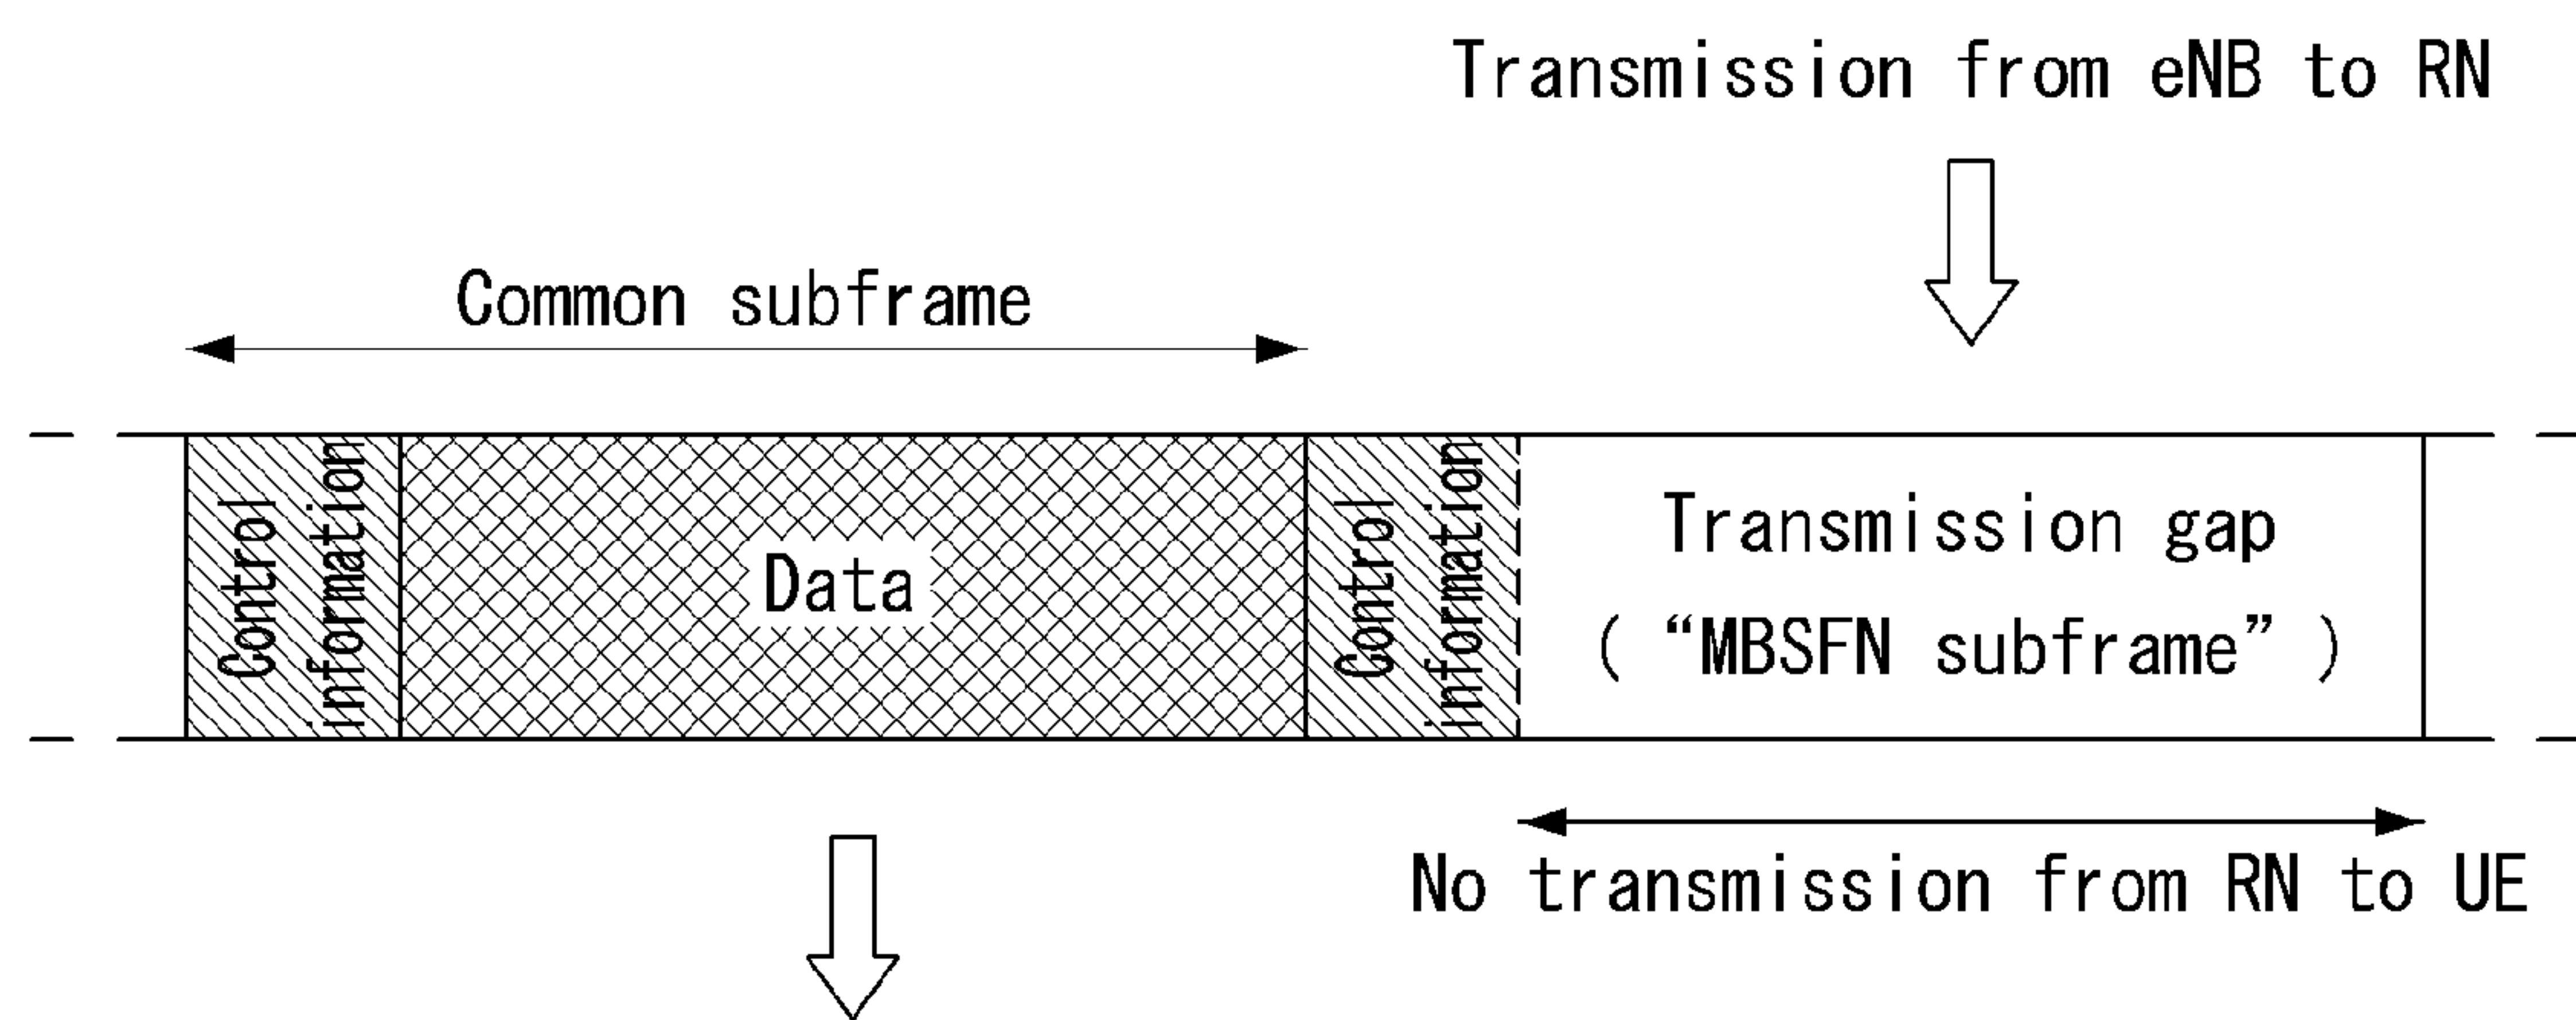 Transmission from eNB to RN
Common subframe
Control
information
Data
Control
information
Transmission gap
( “MBSFN subframe” )
No transmission from RN to UE